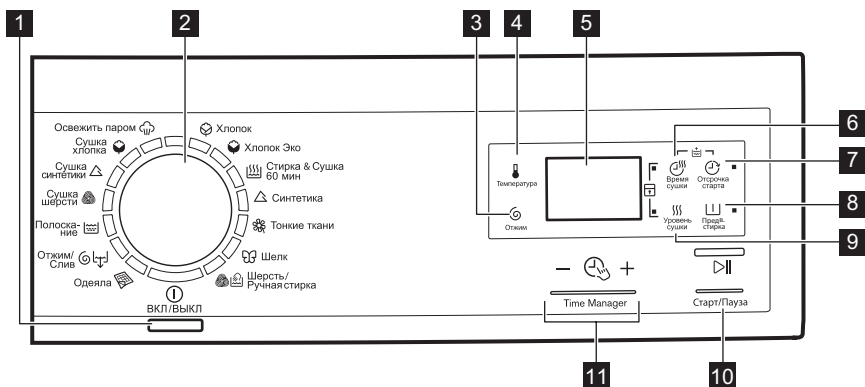 1
2
3
4
5
6
7
8
9
10
11
Освежить паром
Сушка
хлопка
Сушка
синтетики
Сушка
шерсти
Полоска-
ние
Отжим/
Слив
Одеяла
Хлопок
Хлопок Эко
Стирка & Сушка
60 мин
Синтетика
Тонкие ткани
Шелк
Шерсть/
Ручная стирка
ВКЛ/ВЫКЛ
Температура
Отжим
Время
сушки
Отсрочка
старта
Уровень
сушки
Предв.
стирка
− +
Time Manager
Старт/Пауза